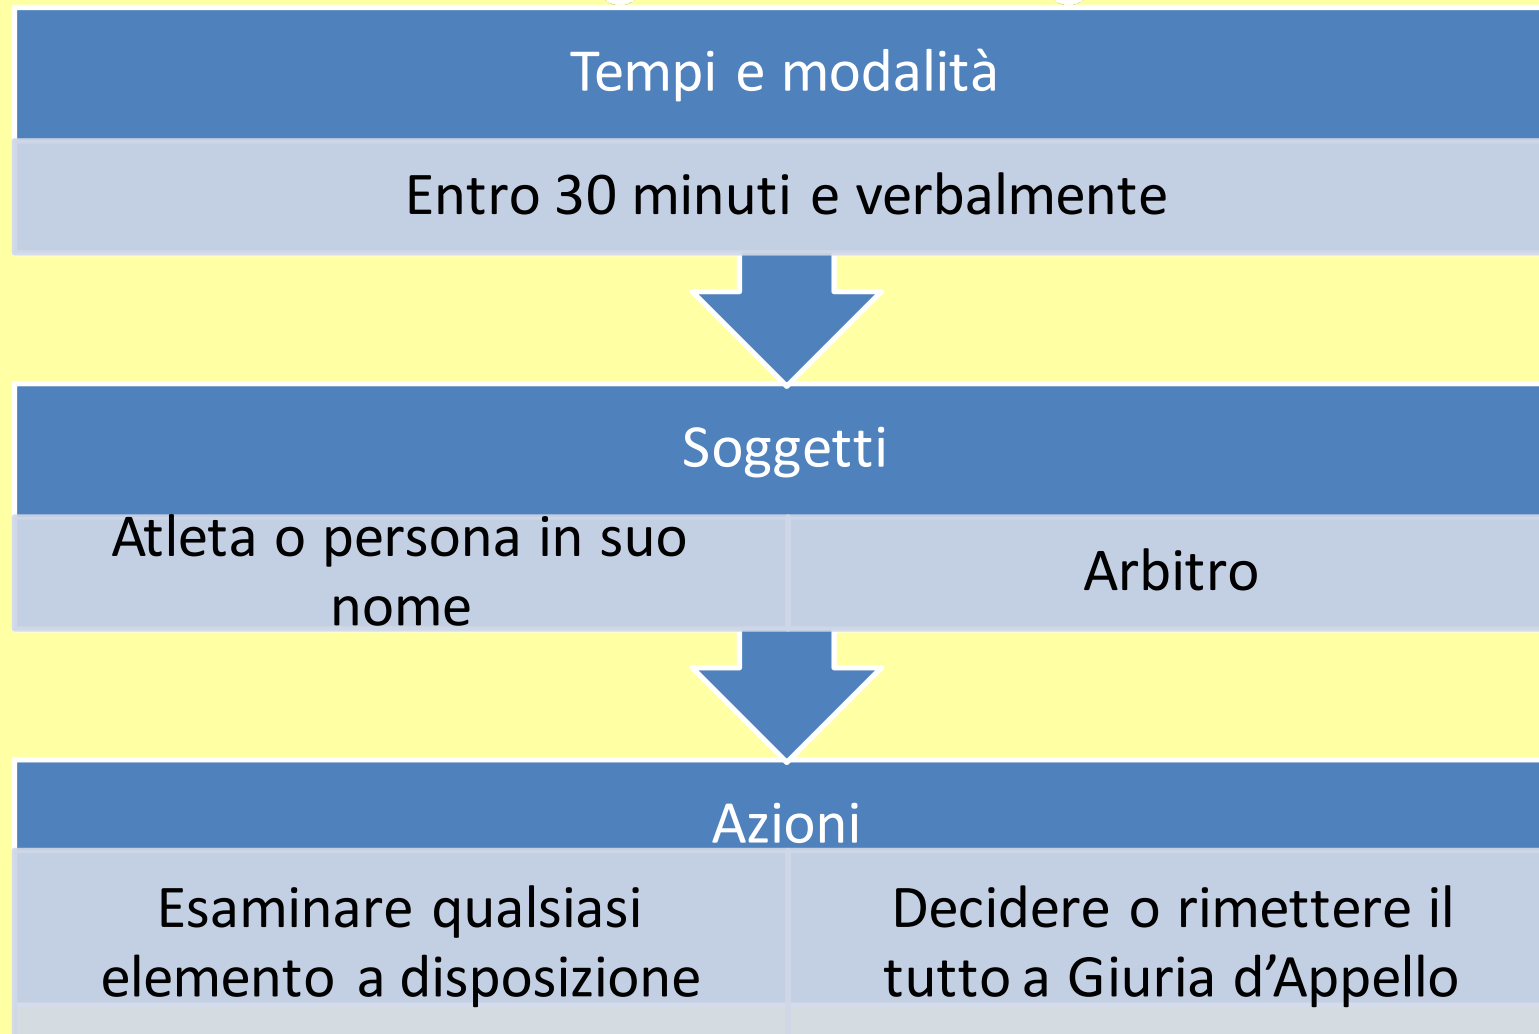 Tempi e modalità
Entro 30 minuti e verbalmente
Soggetti
Atleta o persona in suo
nome
Arbitro
Azioni
Esaminare qualsiasi
elemento a disposizione
Decidere o rimettere il
tutto a Giuria d’Appello